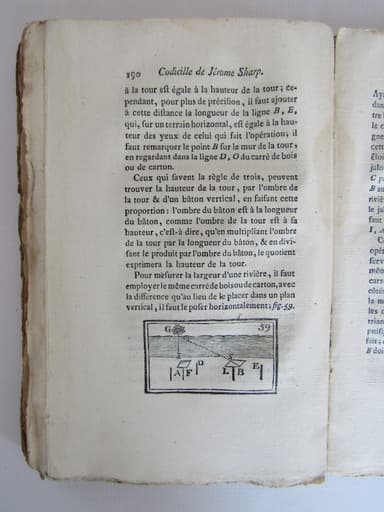 190 Codicille de Jérome Sharp.
à la tour est égale à la hauteur de la tour ; ce-
pendant, pour plus de précision, il faut ajouter
à cette distance la longueur de la ligne B, E,
qui, sur un terrain horizontal, est égale à la hau-
teur des yeux de celui qui fait l'opération ; il
faut remarquer le point B sur le mur de la tour,
en regardant dans la ligne D, O du carré de bois
ou de carton.
Ceux qui savent la règle de trois, peuvent
trouver la hauteur de la tour, par l'ombre de
la tour & d'un bâton vertical, en faisant cette
proportion : l'ombre du bâton est à la longueur
du bâton, comme l'ombre de la tour est à sa
hauteur, c'est-à dire, qu'en multipliant l'ombre
de la tour par la longueur du bâton, & en divi-
sant le produit par l'ombre du bâton, le quotient
exprimera la hauteur de la tour.
Pour mesurer la largeur d'une rivière, il faut
employer le même carré de bois ou de carton, avec
la différence qu'au lieu de le placer dans un plan
vertical, il faut le poser horizontalement ; fig. 59.
G 59
A F D L B E